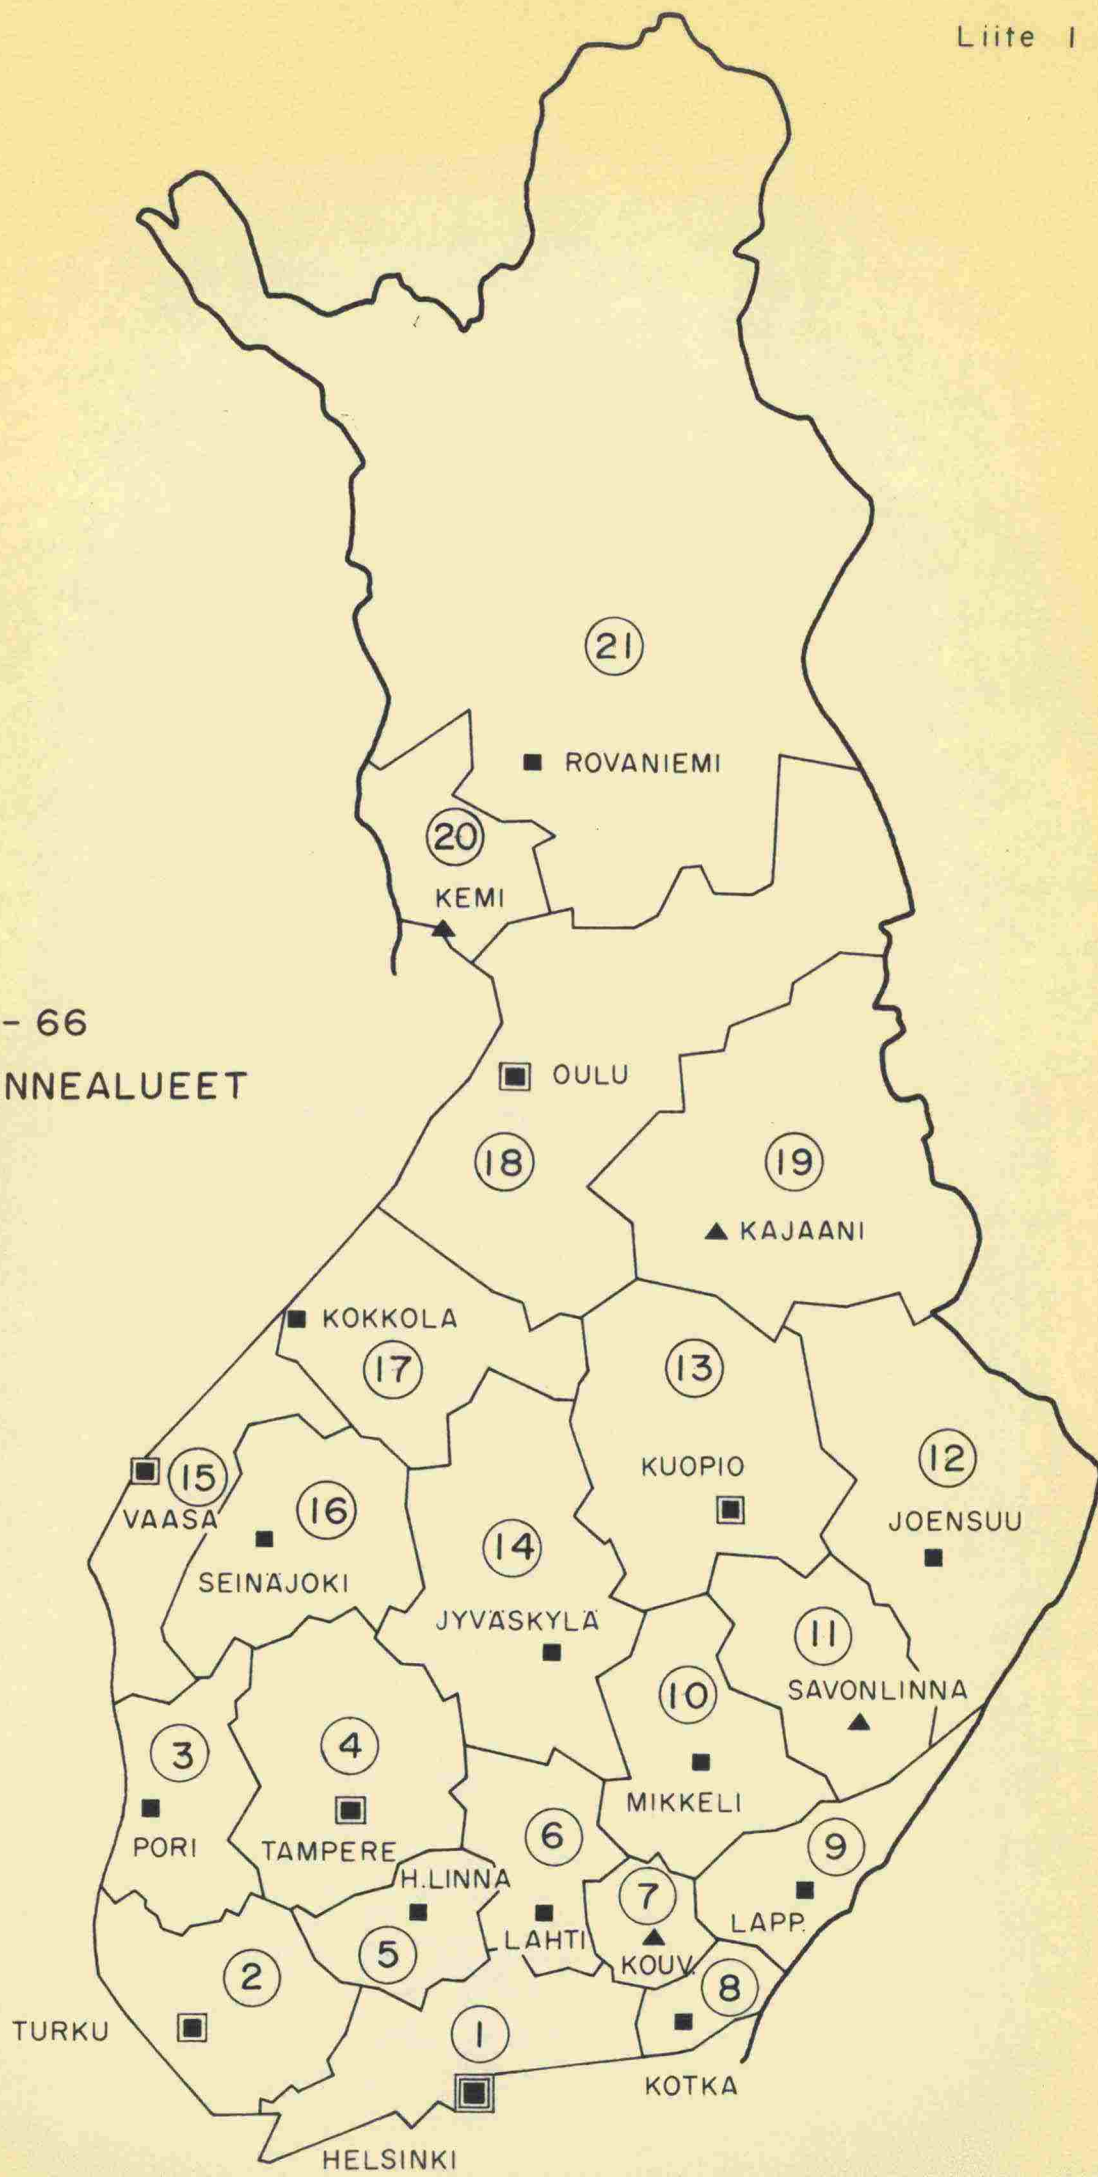 Liite 1
21
ROVANIEMI
20
KEMI
- 66
NNEALUEET
OULU
18
19
KAJAANI
KOKKOLA
17
13
15
VAASA
16
SEINÄJOKI
KUOPIO
12
JOENSUU
14
JYVÄSKYLÄ
11
SAVONLINNA
10
MIKKELI
3
PORI
4
TAMPERE
6
LAHTI
H.LINNA
5
7
KOUV.
9
LAPP.
8
KOTKA
2
TURKU
1
HELSINKI